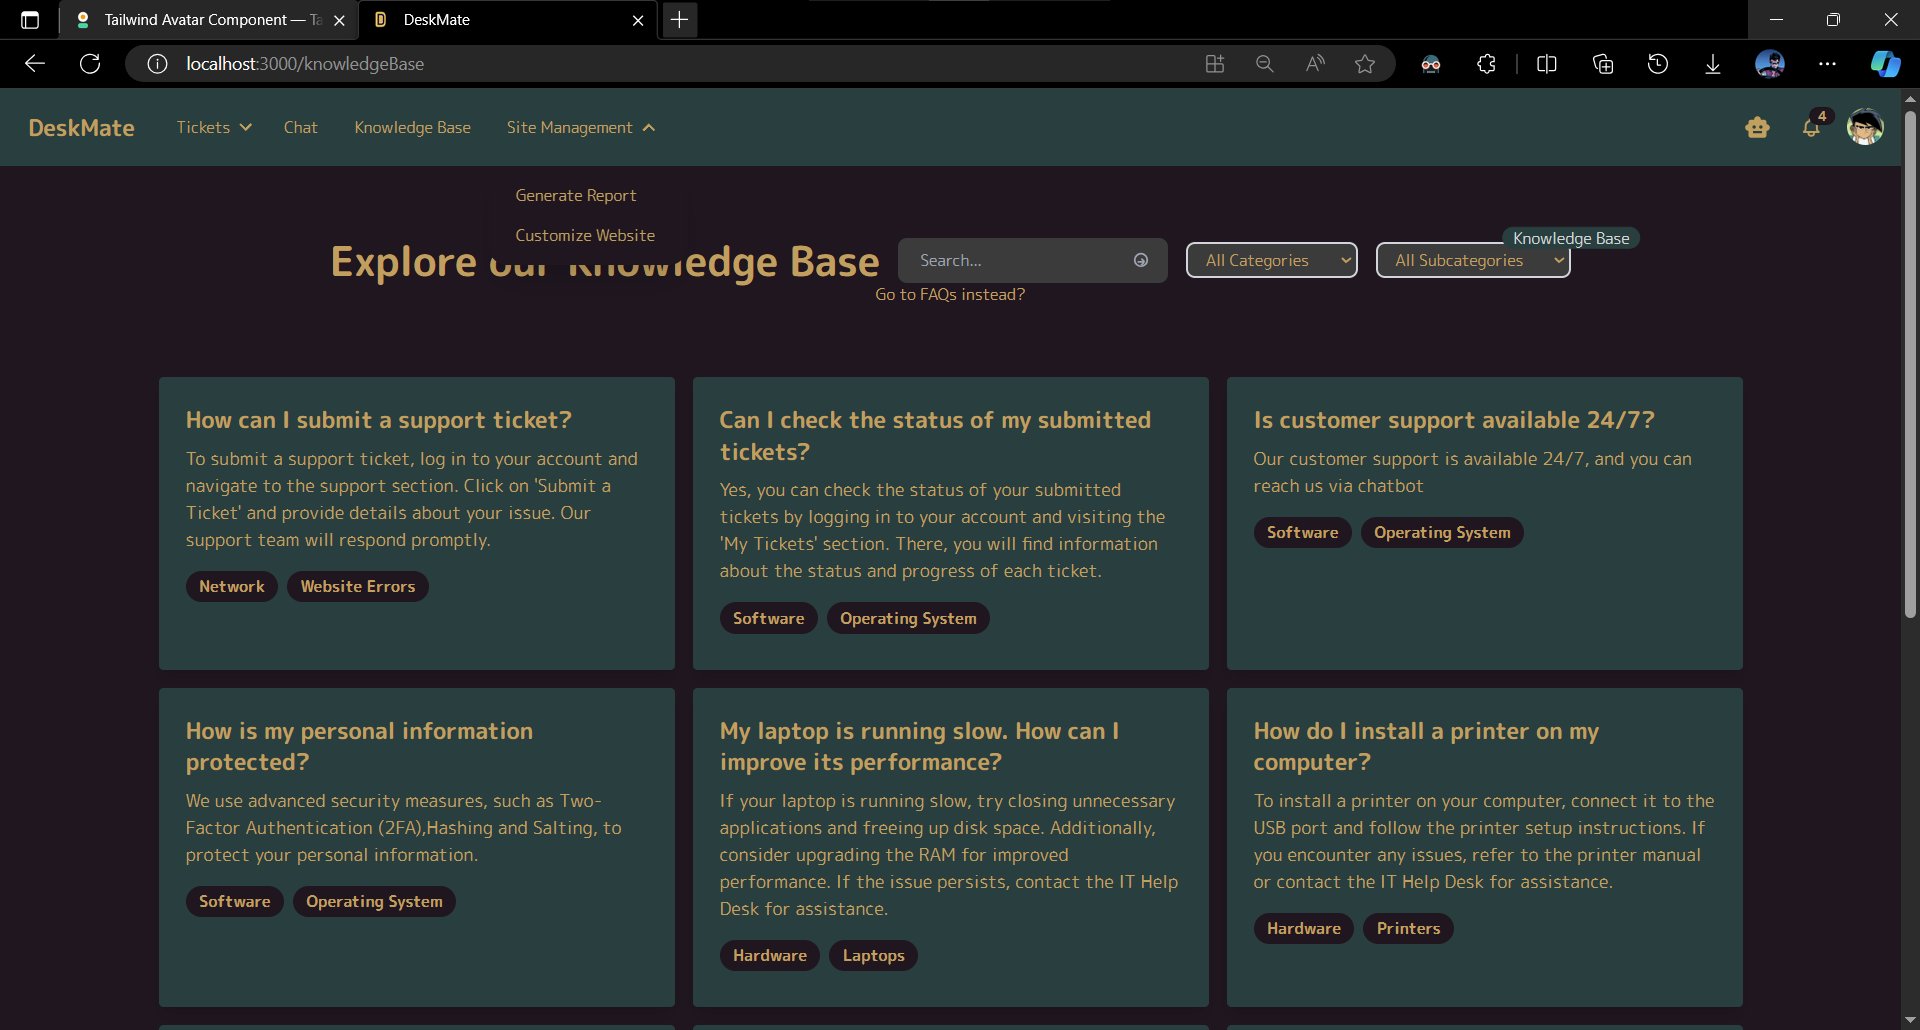 Tailwind Avatar Component — Ta
DeskMate
localhost:3000/knowledgeBase
DeskMate
Tickets
Chat
Knowledge Base
Site Management
4
Generate Report
Customize Website
Explore our Knowledge Base
Search...
All Categories
All Subcategories
Knowledge Base
Go to FAQs instead?
How can I submit a support ticket?
To submit a support ticket, log in to your account and
navigate to the support section. Click on 'Submit a
Ticket' and provide details about your issue. Our
support team will respond promptly.
Network
Website Errors
Can I check the status of my submitted
tickets?
Yes, you can check the status of your submitted
tickets by logging in to your account and visiting the
'My Tickets' section. There, you will find information
about the status and progress of each ticket.
Software
Operating System
Is customer support available 24/7?
Our customer support is available 24/7, and you can
reach us via chatbot
Software
Operating System
How is my personal information
protected?
We use advanced security measures, such as Two-
Factor Authentication (2FA),Hashing and Salting, to
protect your personal information.
Software
Operating System
My laptop is running slow. How can I
improve its performance?
If your laptop is running slow, try closing unnecessary
applications and freeing up disk space. Additionally,
consider upgrading the RAM for improved
performance. If the issue persists, contact the IT Help
Desk for assistance.
Hardware
Laptops
How do I install a printer on my
computer?
To install a printer on your computer, connect it to the
USB port and follow the printer setup instructions. If
you encounter any issues, refer to the printer manual
or contact the IT Help Desk for assistance.
Hardware
Printers